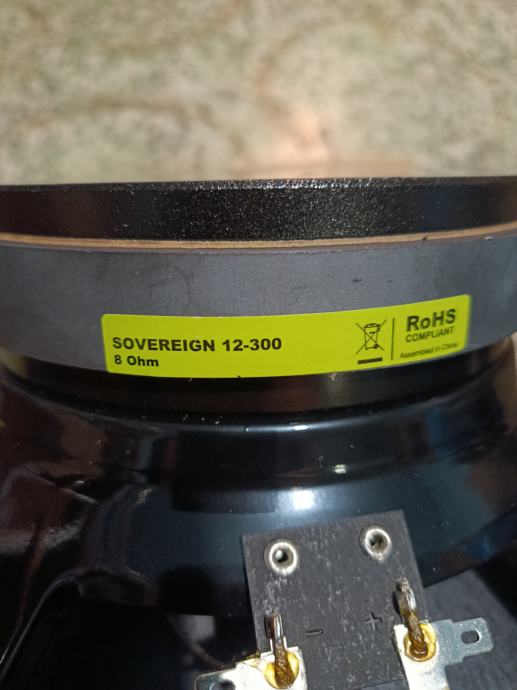 SOVEREIGN 12-300
8 Ohm
RoHS
COMPLIANT
Assembled in China
- +